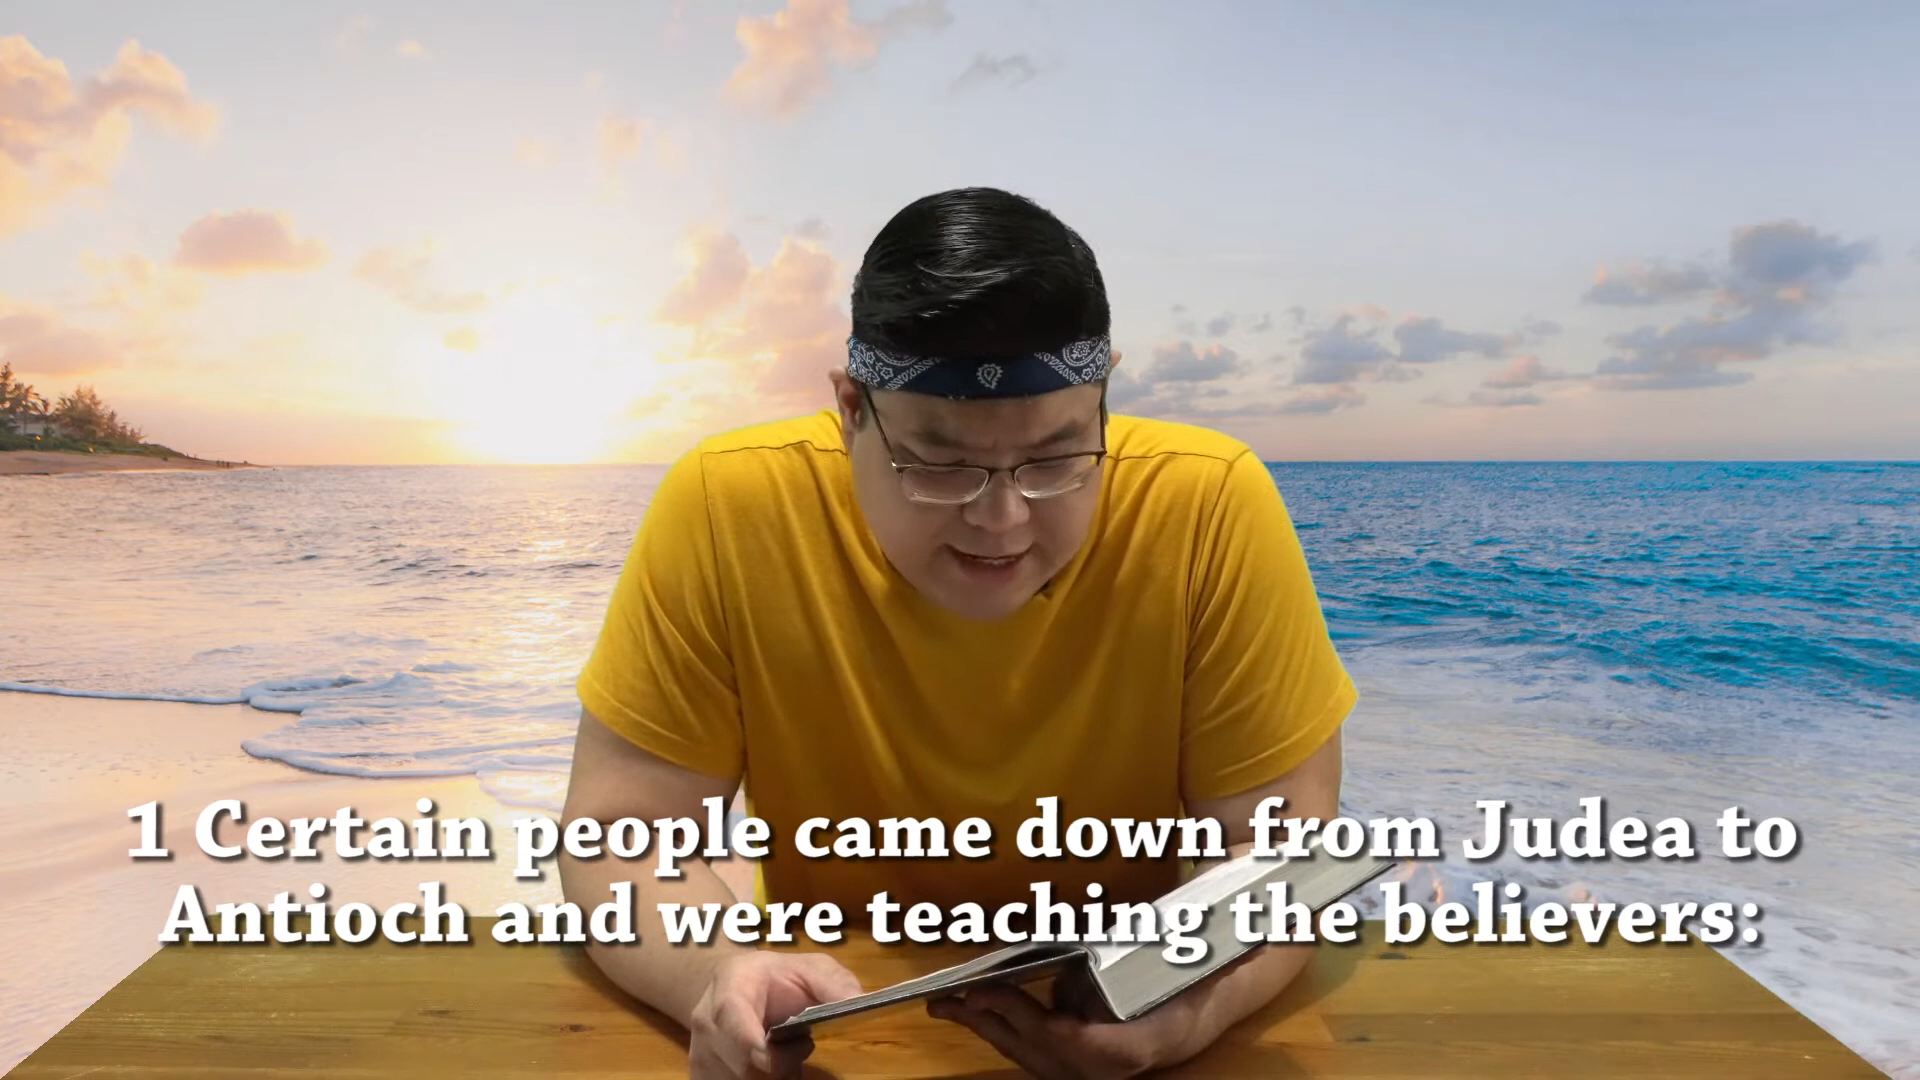 1 Certain people came down from Judea to
Antioch and were teaching the believers: